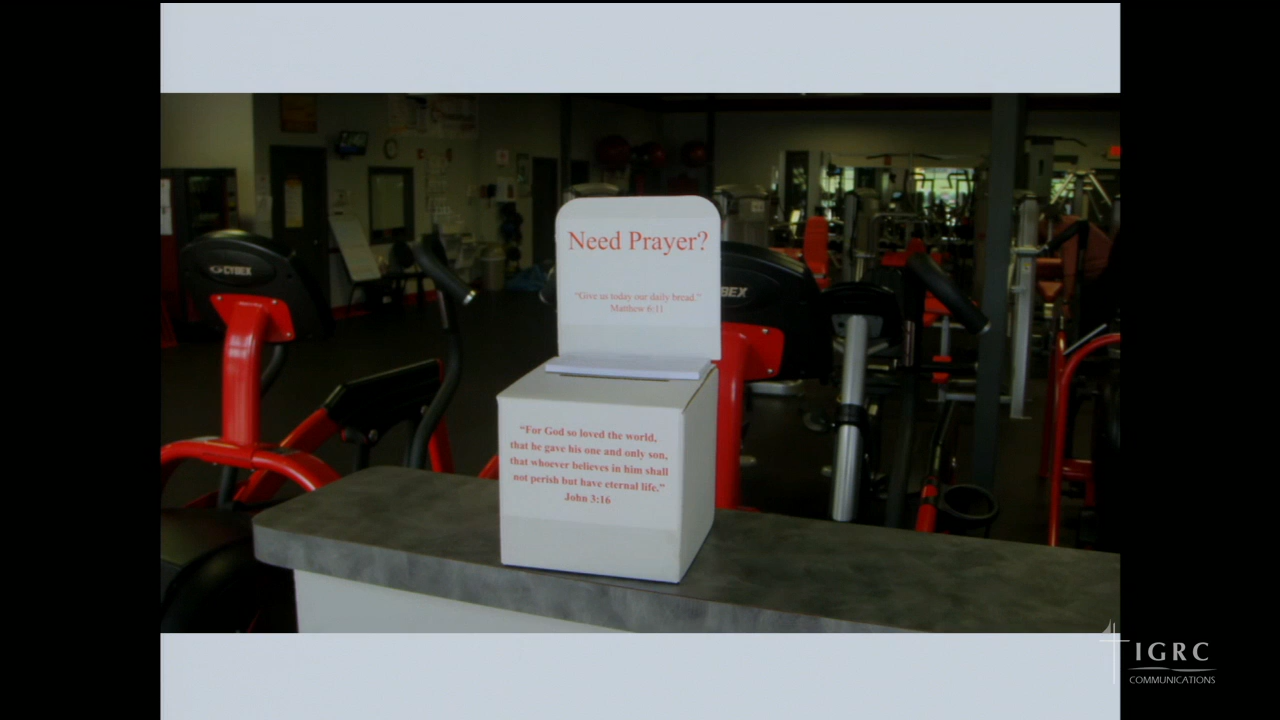 Need Prayer?
"Give us today our daily bread."
Matthew 6:11
"For God so loved the world,
that he gave his one and only son,
that whoever believes in him shall
not perish but have eternal life."
John 3:16
CYBEX
BEX
IGRC
COMMUNICATIONS